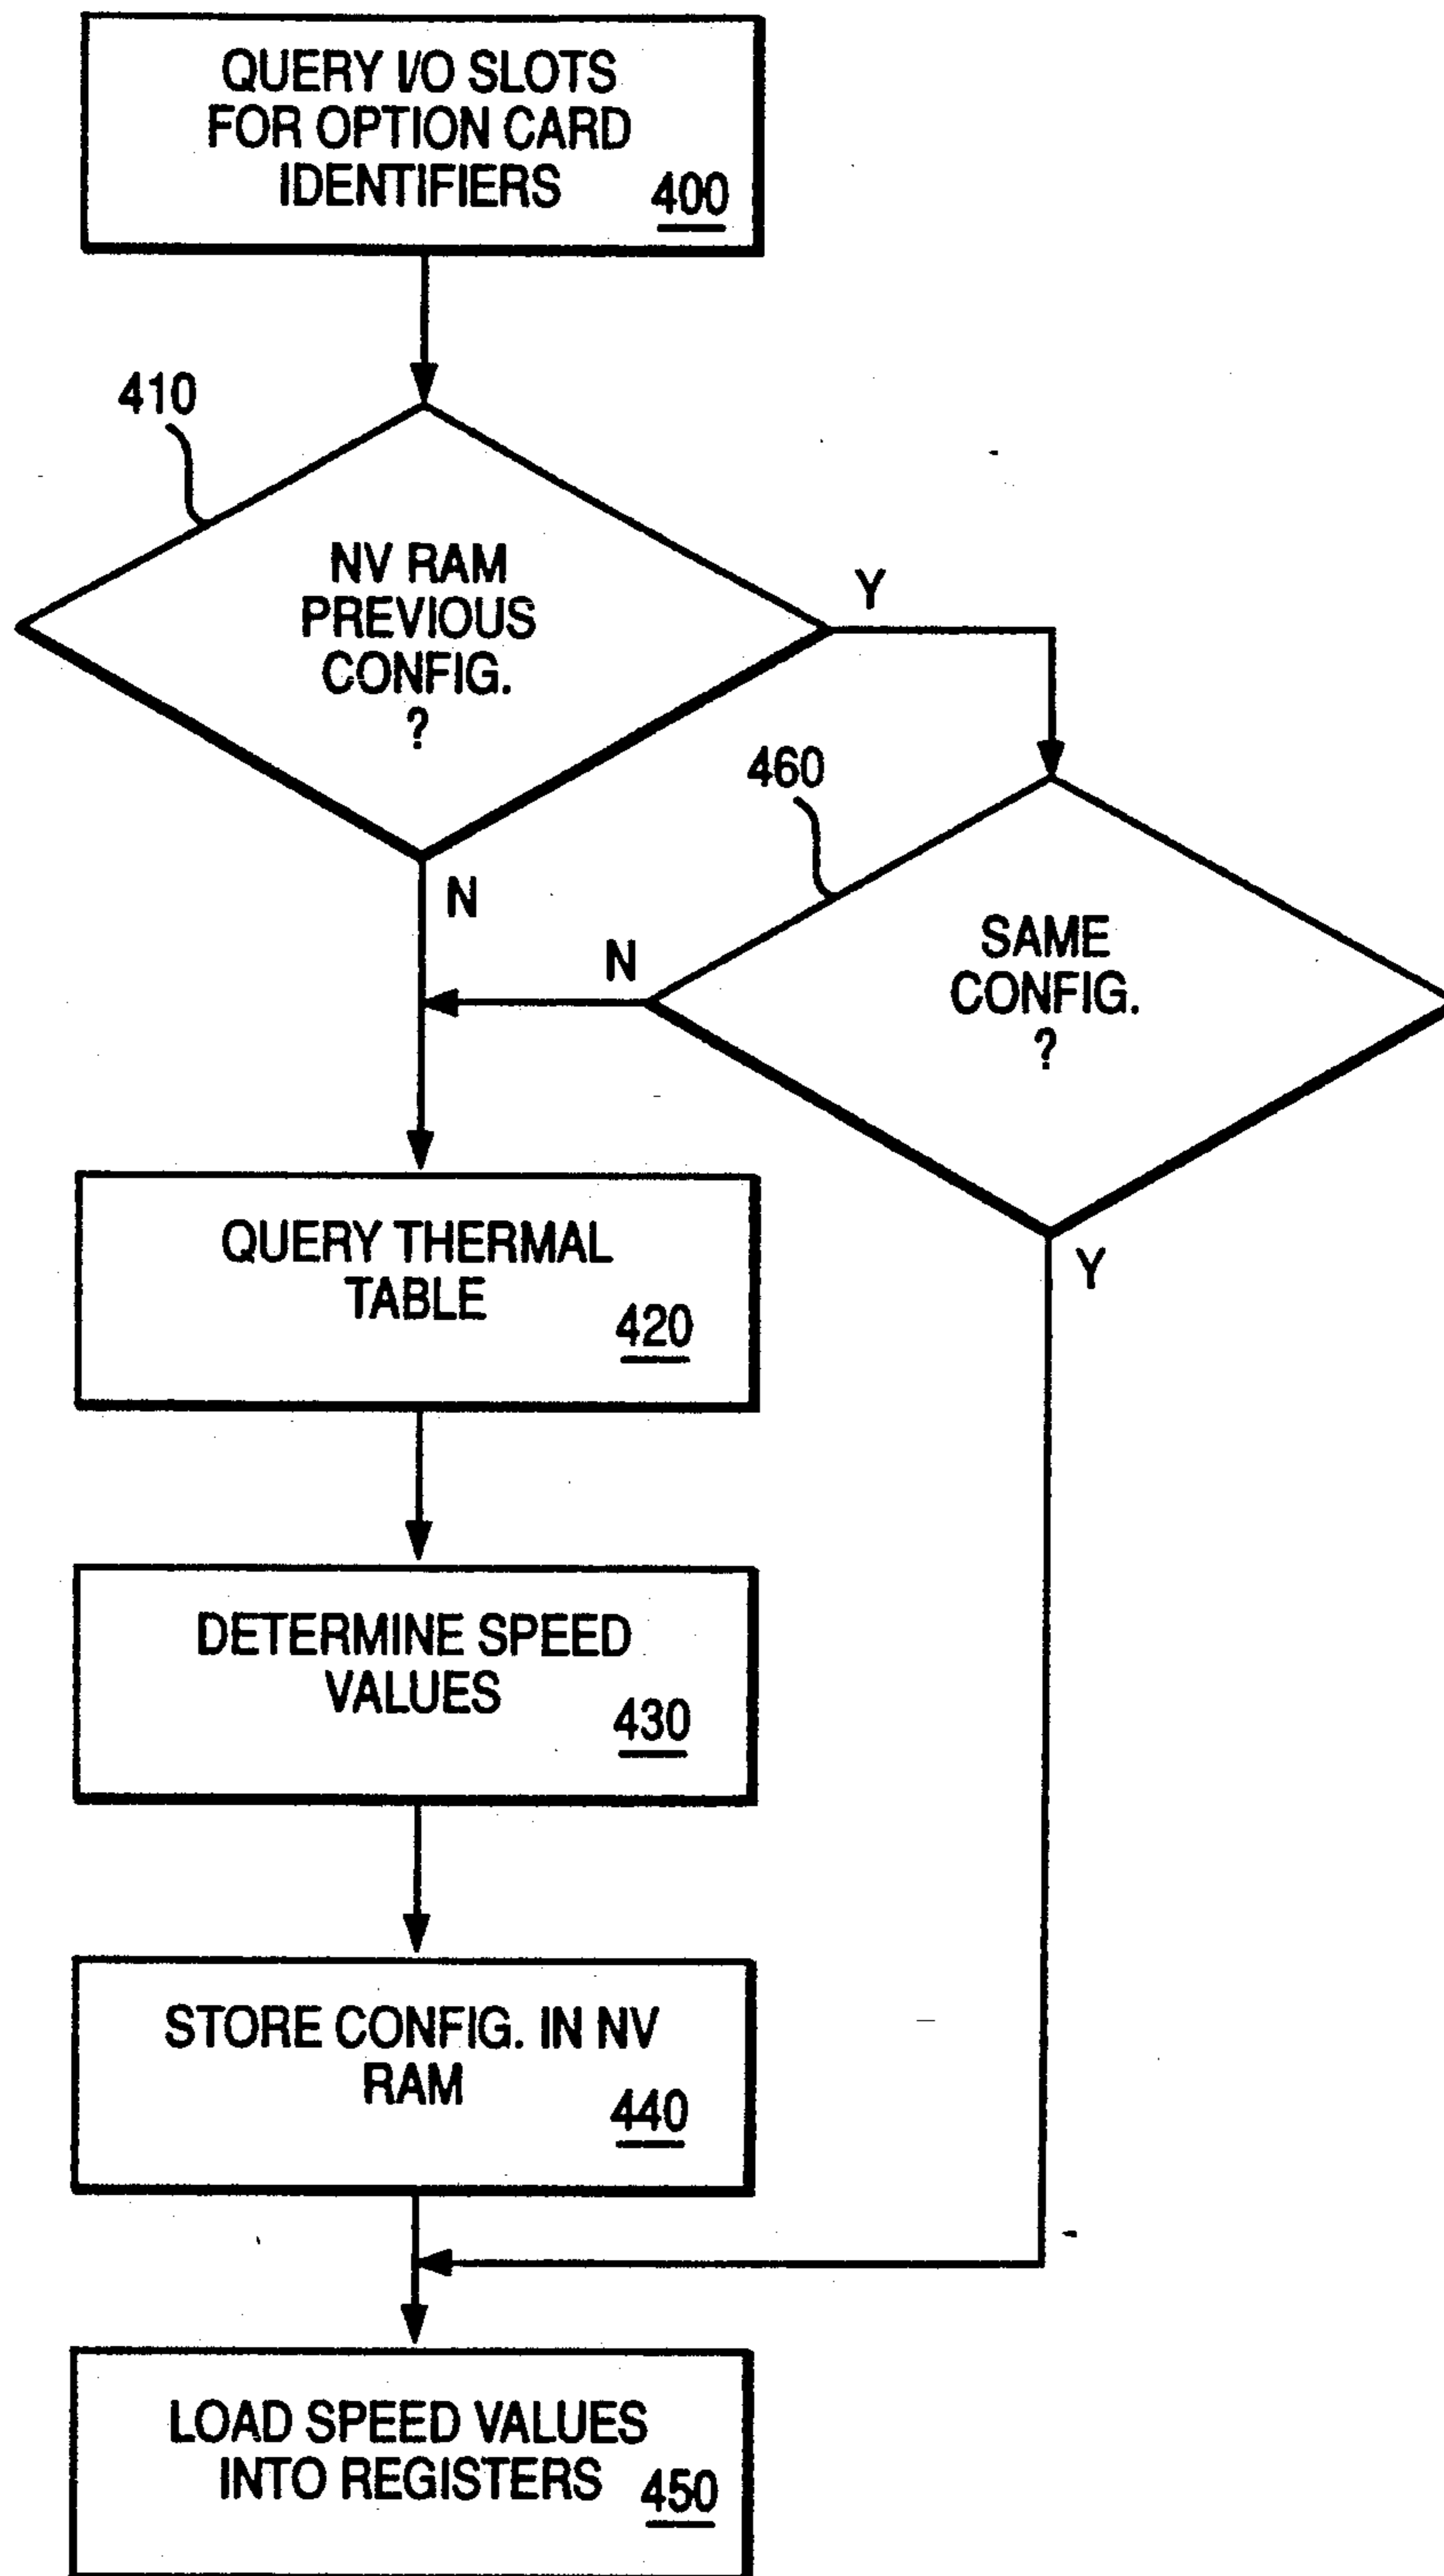 QUERY I/O SLOTS
FOR OPTION CARD
IDENTIFIERS
400
410
NV RAM
PREVIOUS
CONFIG.
?
Y
460
N
SAME
CONFIG.
?
N
Y
QUERY THERMAL
TABLE
420
DETERMINE SPEED
VALUES
430
STORE CONFIG. IN NV
RAM
440
LOAD SPEED VALUES
INTO REGISTERS
450